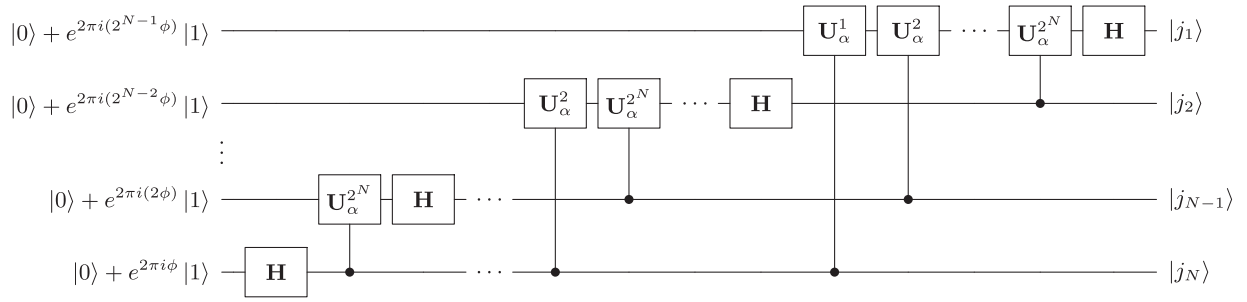 |0⟩ + e^{2πi(2^{N−1}ϕ)} |1⟩ U_α^1 U_α^2 ··· U_α^{2^N} H |j_1⟩
|0⟩ + e^{2πi(2^{N−2}ϕ)} |1⟩ U_α^2 U_α^{2^N} ··· H |j_2⟩
⋮
|0⟩ + e^{2πi(2ϕ)} |1⟩ U_α^{2^N} H ··· |j_{N−1}⟩
|0⟩ + e^{2πiϕ} |1⟩ H ··· |j_N⟩